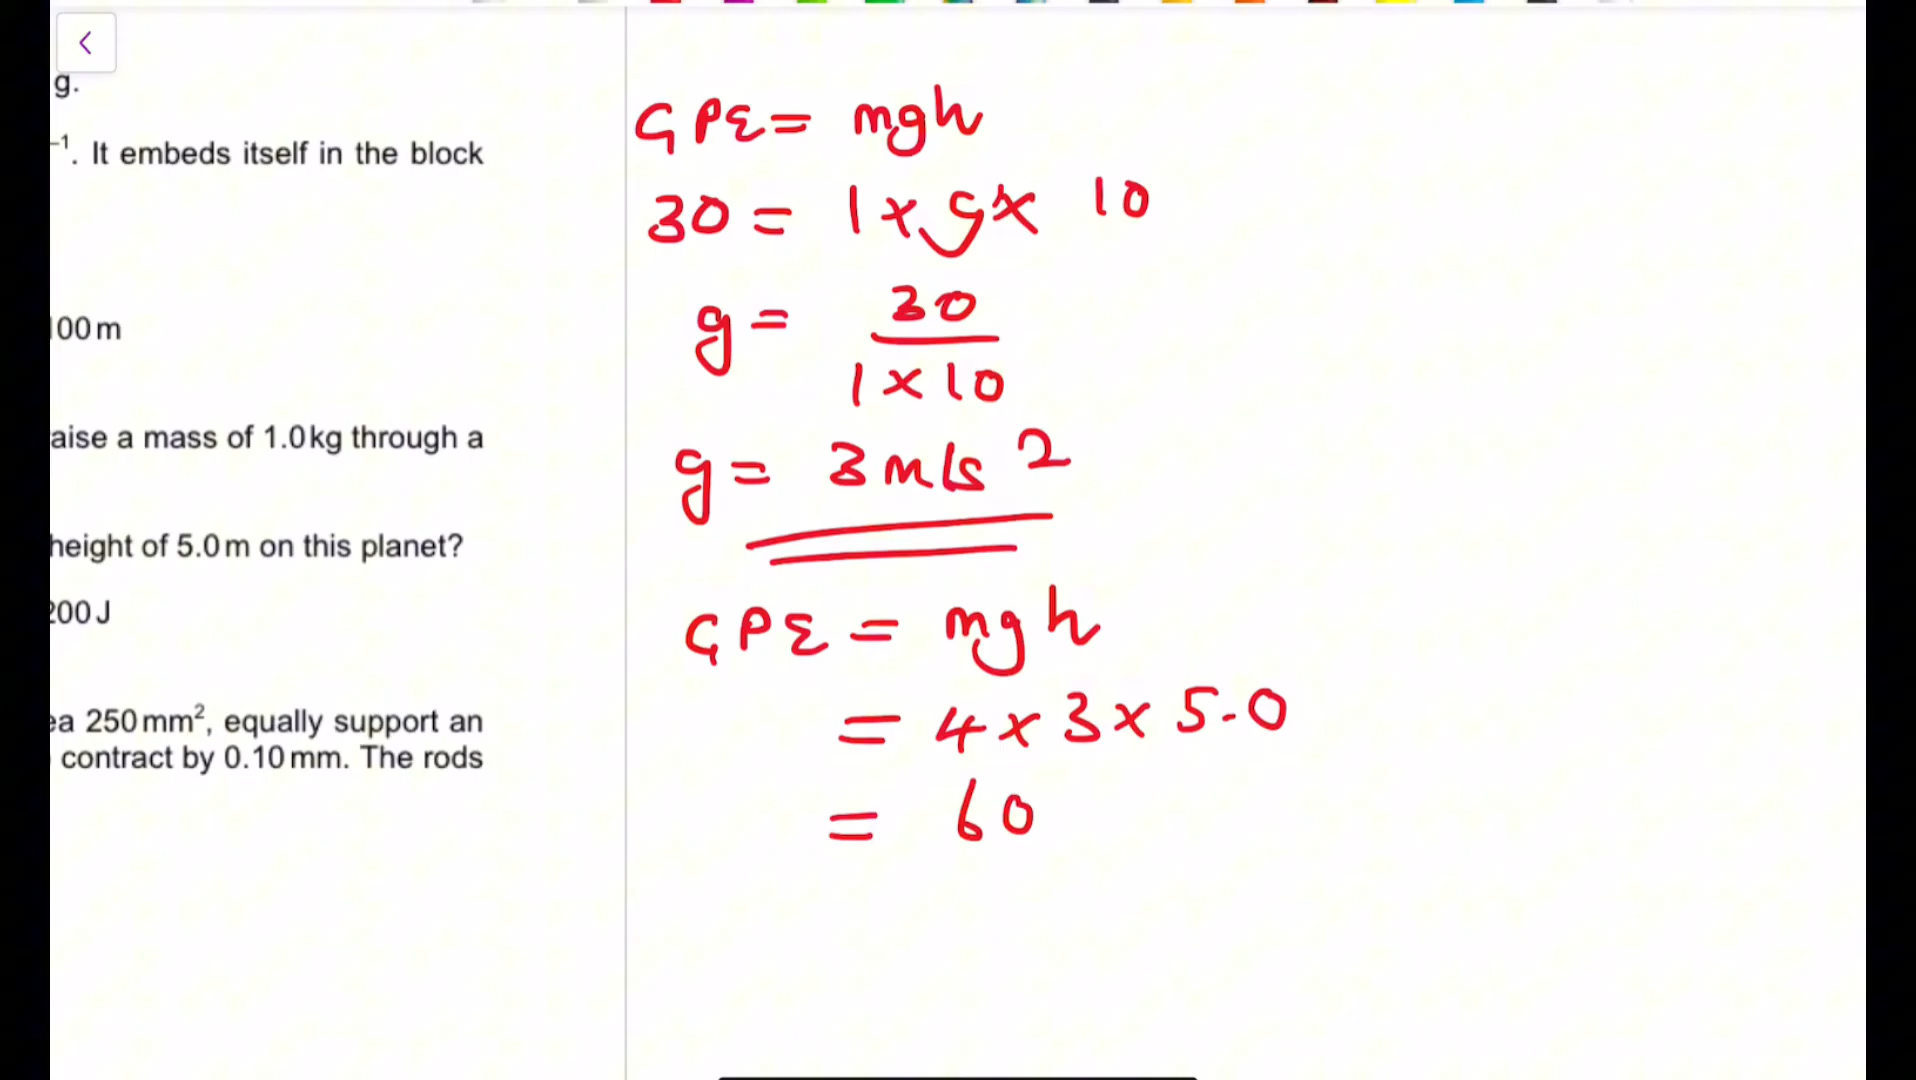 g.
⁻¹. It embeds itself in the block
00 m
aise a mass of 1.0 kg through a
height of 5.0 m on this planet?
200 J
ea 250 mm², equally support an
contract by 0.10 mm. The rods
GPE = mgh
30 = 1 × g × 10
g = 30
1 × 10
g = 3 m/s ²
GPE = mgh
= 4 × 3 × 5.0
= 60